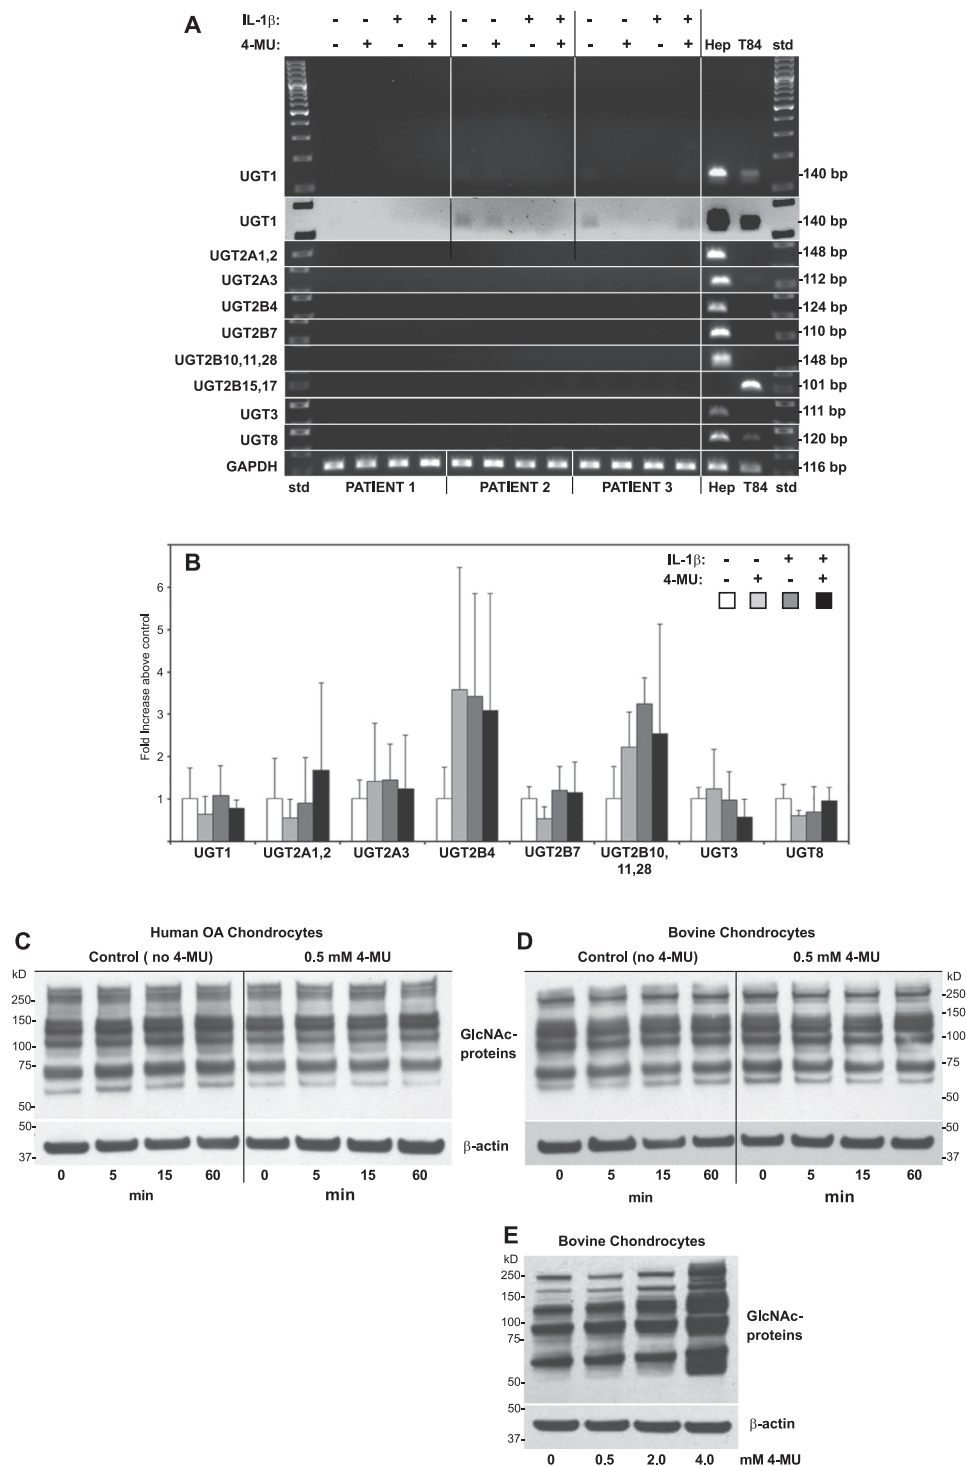 A
IL-1β: - - + + - - + + - - + +
4-MU: - + - + - + - + - + - + Hep T84 std
UGT1 -140 bp
UGT1 -140 bp
UGT2A1,2 -148 bp
UGT2A3 -112 bp
UGT2B4 -124 bp
UGT2B7 -110 bp
UGT2B10,11,28 -148 bp
UGT2B15,17 -101 bp
UGT3 -111 bp
UGT8 -120 bp
GAPDH -116 bp
std PATIENT 1 PATIENT 2 PATIENT 3 Hep T84 std
B
IL-1β: - - + +
4-MU: - + - +
Fold Increase above control
6
5
4
3
2
1
UGT1 UGT2A1,2 UGT2A3 UGT2B4 UGT2B7 UGT2B10, UGT3 UGT8
11,28
C
Human OA Chondrocytes
Control ( no 4-MU) 0.5 mM 4-MU
kD
250-
150-
100-
75-
50-
50-
37-
GlcNAc-
proteins
β-actin
0 5 15 60 0 5 15 60
min min
D
Bovine Chondrocytes
Control (no 4-MU) 0.5 mM 4-MU
kD
-250
-150
-100
-75
-50
-50
-37
0 5 15 60 0 5 15 60
min min
E
Bovine Chondrocytes
kD
250-
150-
100-
75-
50-
50-
37-
GlcNAc-
proteins
β-actin
0 0.5 2.0 4.0 mM 4-MU